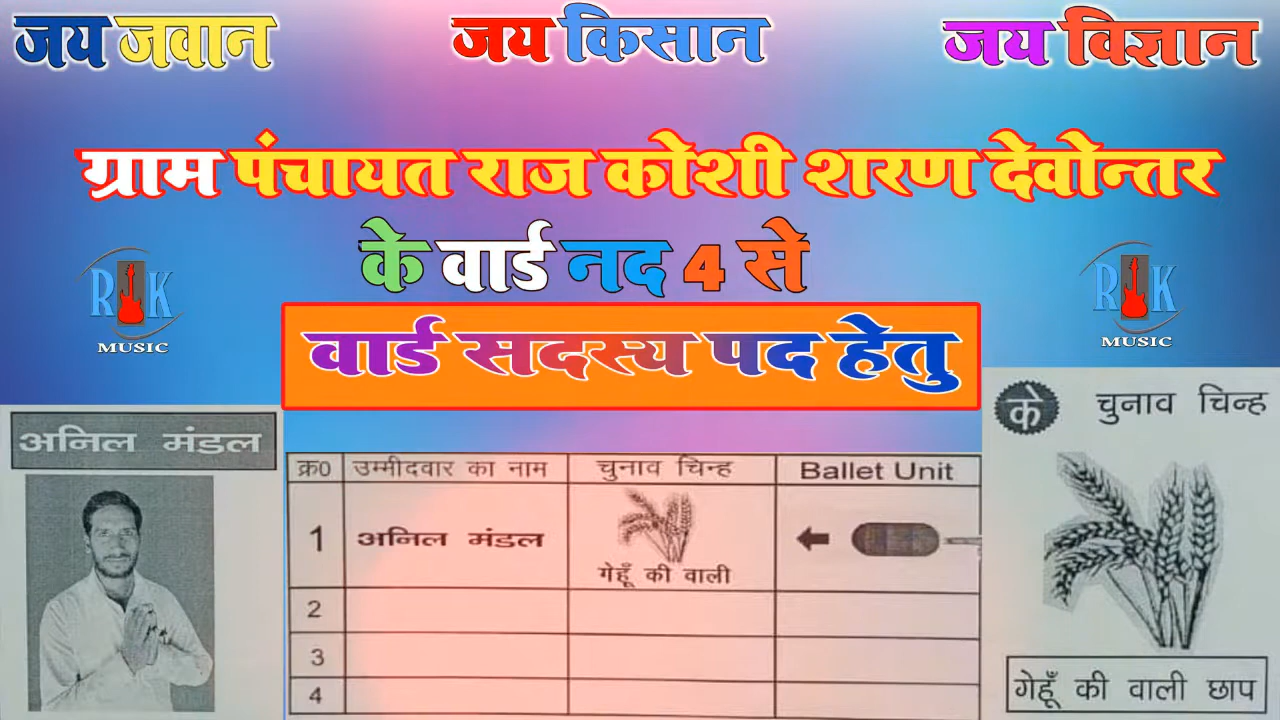 जय जवान जय किसान जय विज्ञान
ग्राम पंचायत राज कोशी शरण देवोन्तर
के वार्ड नद 4 से
RK
MUSIC
RK
MUSIC
वार्ड सदस्य पद हेतु
अनिल मंडल
क्र0 उम्मीदवार का नाम चुनाव चिन्ह Ballet Unit
1 अनिल मंडल गेहूँ की वाली
2
3
4
के चुनाव चिन्ह
गेहूँ की वाली छाप